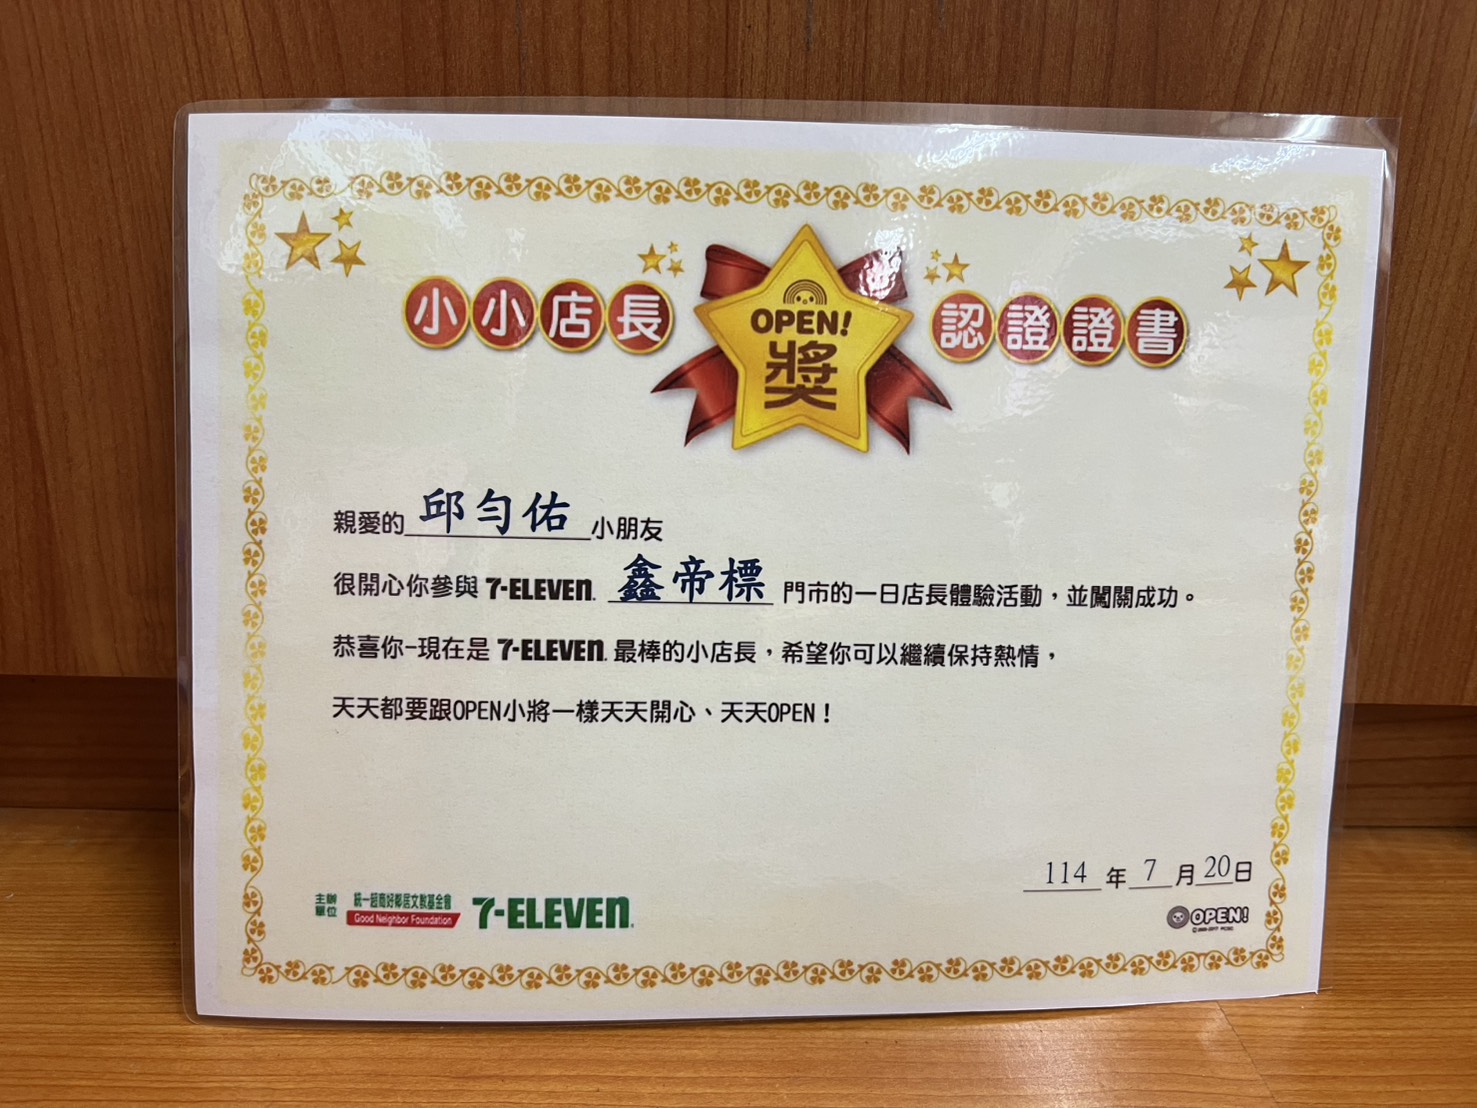 小小店長 OPEN!獎 認證證書
親愛的 邱勻佑 小朋友
很開心你參與 7-ELEVEn. 鑫帝標 門市的一日店長體驗活動，並闖關成功。
恭喜你-現在是 7-ELEVEn. 最棒的小店長，希望你可以繼續保持熱情，
天天都要跟OPEN小將一樣天天開心、天天OPEN！
114 年 7 月 20 日
主辦單位 統一超商好鄰居文教基金會 Good Neighbor Foundation 7-ELEVEn.
OPEN!